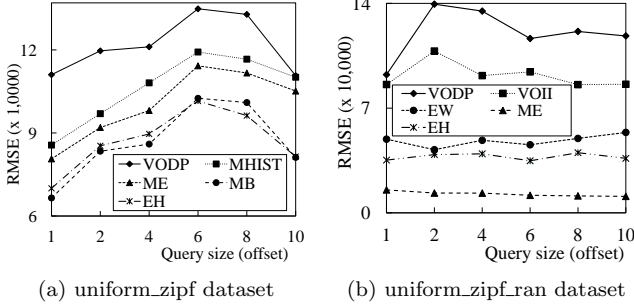 12
9
6
RMSE (x 1,0000)
VODP
MHIST
ME
MB
EH
1
2
4
6
8
10
Query size (offset)
(a) uniform_zipf dataset
14
7
0
RMSE (x 10,000)
VODP
VOII
EW
ME
EH
1
2
4
6
8
10
Query size (offset)
(b) uniform_zipf_ran dataset